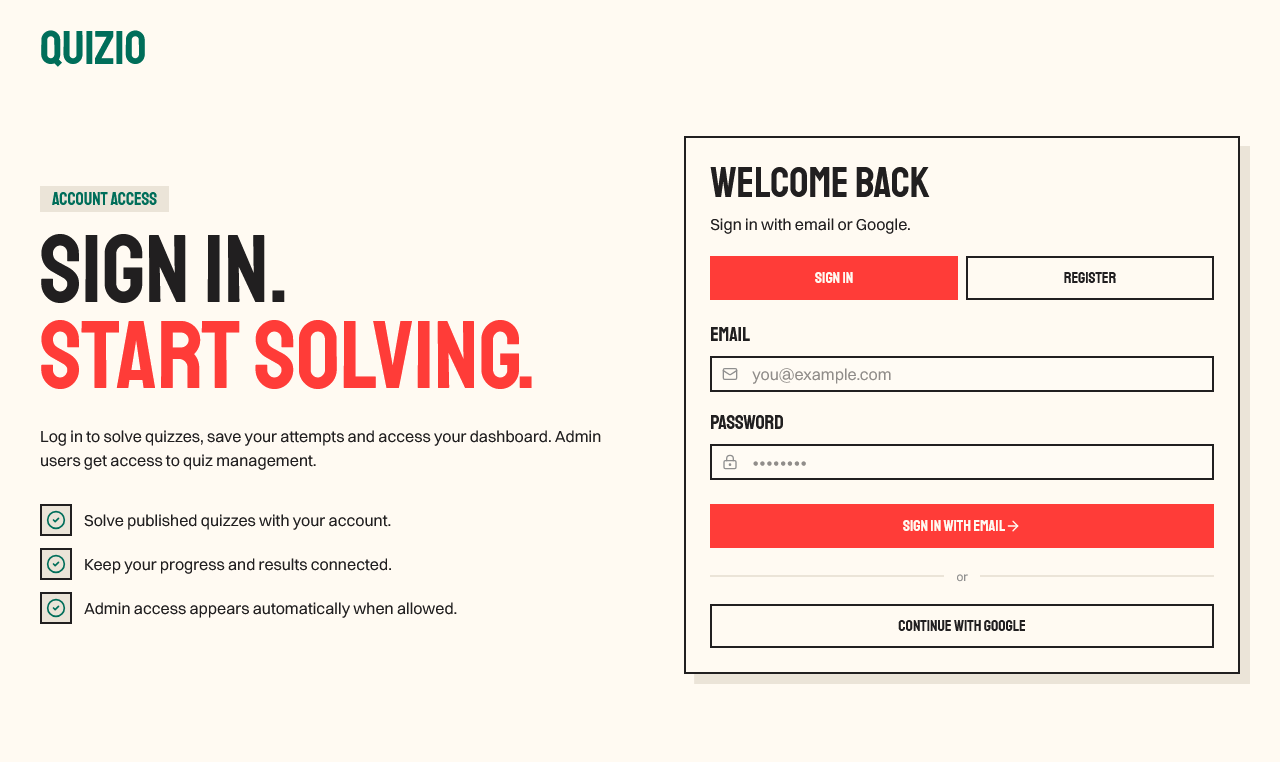 QUIZIO
ACCOUNT ACCESS
SIGN IN.
START SOLVING.
Log in to solve quizzes, save your attempts and access your dashboard. Admin
users get access to quiz management.
Solve published quizzes with your account.
Keep your progress and results connected.
Admin access appears automatically when allowed.
WELCOME BACK
Sign in with email or Google.
SIGN IN
REGISTER
EMAIL
you@example.com
PASSWORD
••••••••
SIGN IN WITH EMAIL→
or
CONTINUE WITH GOOGLE